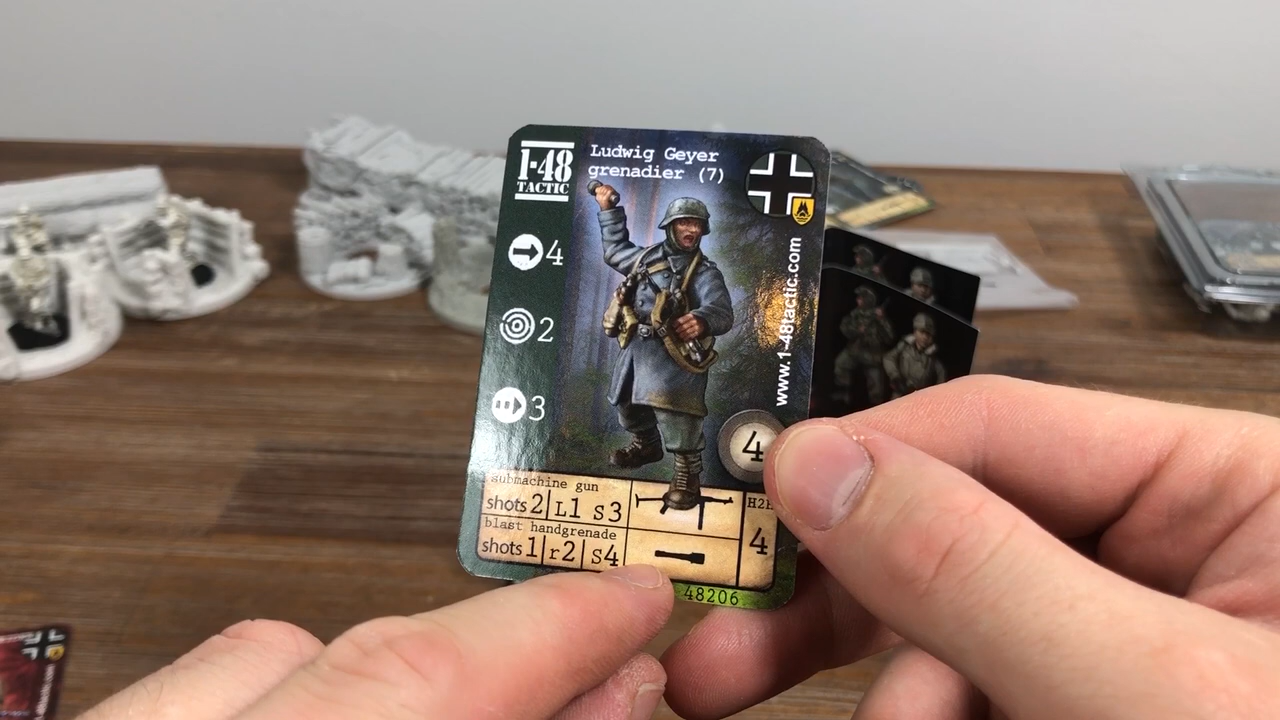 1-48
TACTIC
Ludwig Geyer
grenadier (7)
4
2
3
www.1-48tactic.com
4
submachine gun
shots 2 L1 S3
blast handgrenade
shots 1 r2 S4
4
48206